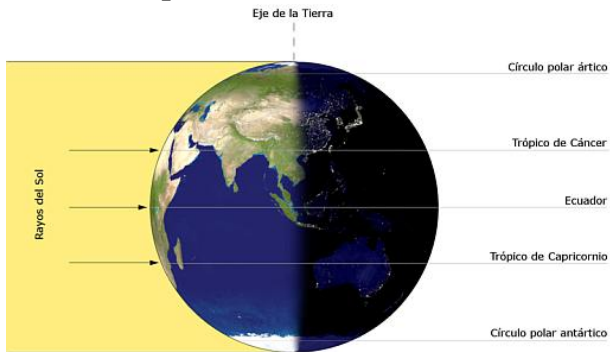 Eje de la Tierra
Círculo polar ártico
Trópico de Cáncer
Rayos del Sol
Ecuador
Trópico de Capricornio
Círculo polar antártico